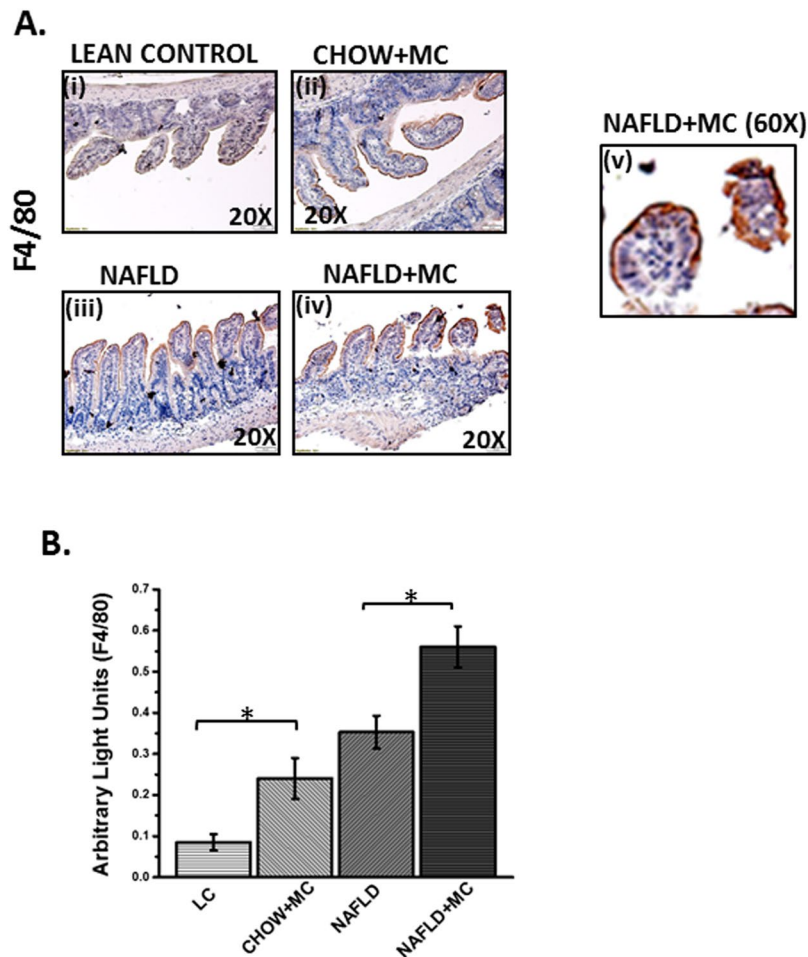 A.
LEAN CONTROL
CHOW+MC
(i)
(ii)
20X
20X
NAFLD+MC (60X)
(v)
F4/80
NAFLD
NAFLD+MC
(iii)
(iv)
20X
20X
B.
Arbitrary Light Units (F4/80)
0.7
0.6
0.5
0.4
0.3
0.2
0.1
0.0
*
*
LC
CHOW+MC
NAFLD
NAFLD+MC